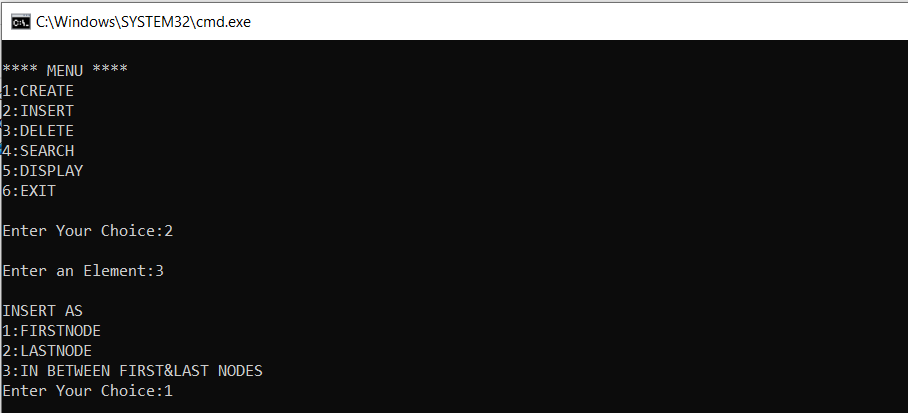 C:\Windows\SYSTEM32\cmd.exe
**** MENU ****
1:CREATE
2:INSERT
3:DELETE
4:SEARCH
5:DISPLAY
6:EXIT
Enter Your Choice:2
Enter an Element:3
INSERT AS
1:FIRSTNODE
2:LASTNODE
3:IN BETWEEN FIRST&LAST NODES
Enter Your Choice:1